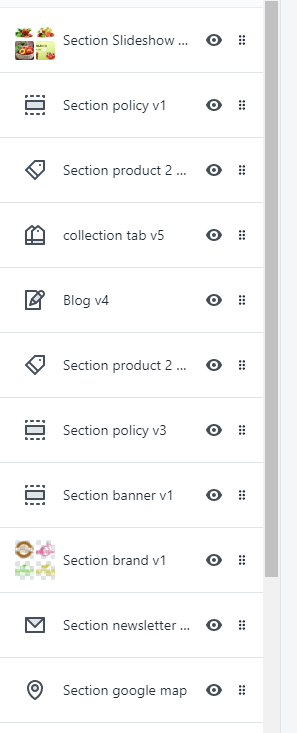 Section Slideshow ...
Section policy v1
Section product 2 ...
collection tab v5
Blog v4
Section product 2 ...
Section policy v3
Section banner v1
Section brand v1
Section newsletter ...
Section google map